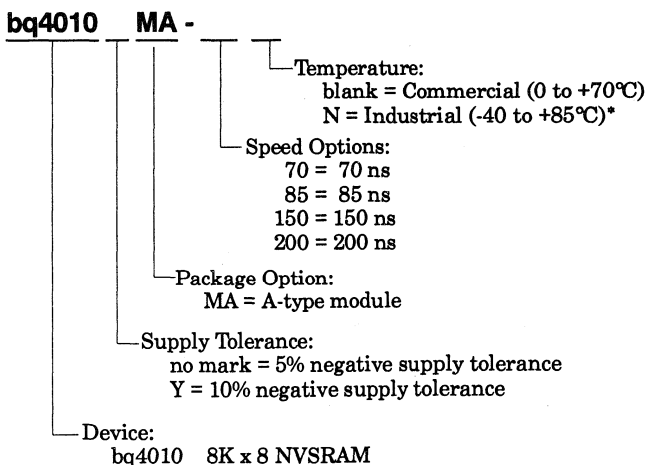 bq4010 MA -
Temperature:
blank = Commercial (0 to +70°C)
N = Industrial (-40 to +85°C)*
Speed Options:
70 = 70 ns
85 = 85 ns
150 = 150 ns
200 = 200 ns
Package Option:
MA = A-type module
Supply Tolerance:
no mark = 5% negative supply tolerance
Y = 10% negative supply tolerance
Device:
bq4010 8K x 8 NVSRAM